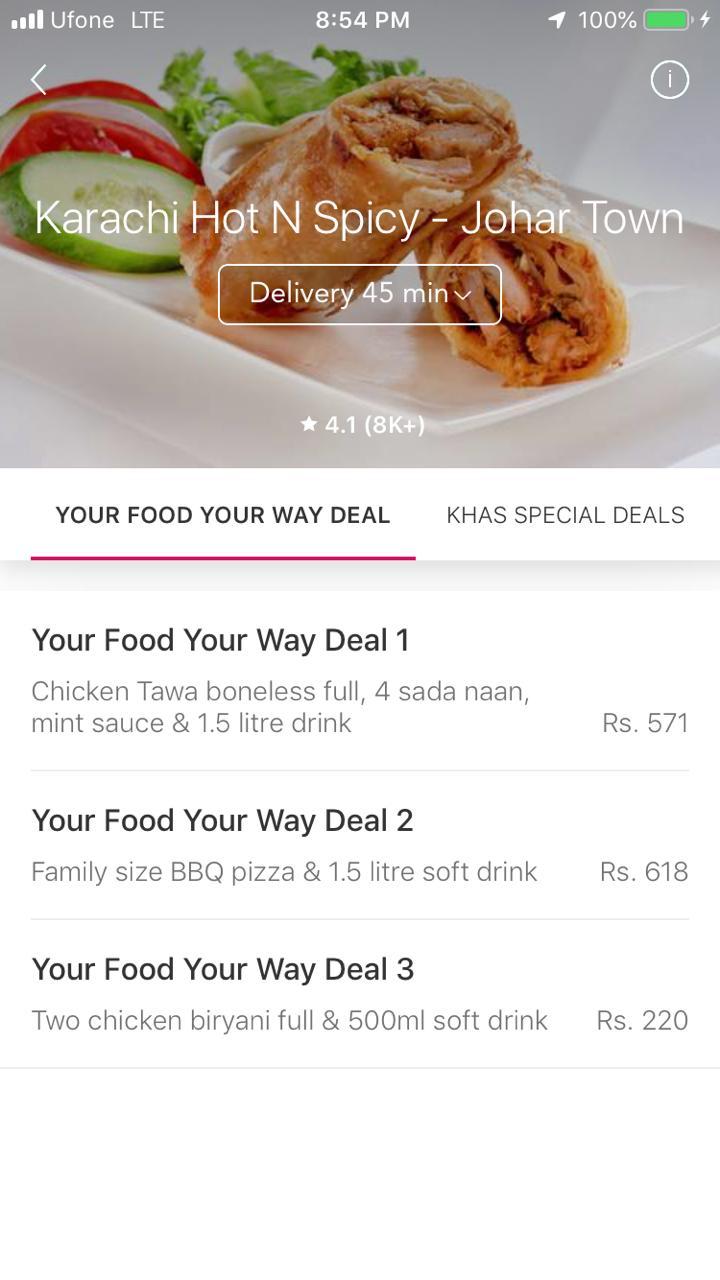 Ufone LTE 8:54 PM 100%
Karachi Hot N Spicy - Johar Town
Delivery 45 min
4.1 (8K+)
YOUR FOOD YOUR WAY DEAL KHAS SPECIAL DEALS
Your Food Your Way Deal 1
Chicken Tawa boneless full, 4 sada naan,
mint sauce & 1.5 litre drink Rs. 571
Your Food Your Way Deal 2
Family size BBQ pizza & 1.5 litre soft drink Rs. 618
Your Food Your Way Deal 3
Two chicken biryani full & 500ml soft drink Rs. 220